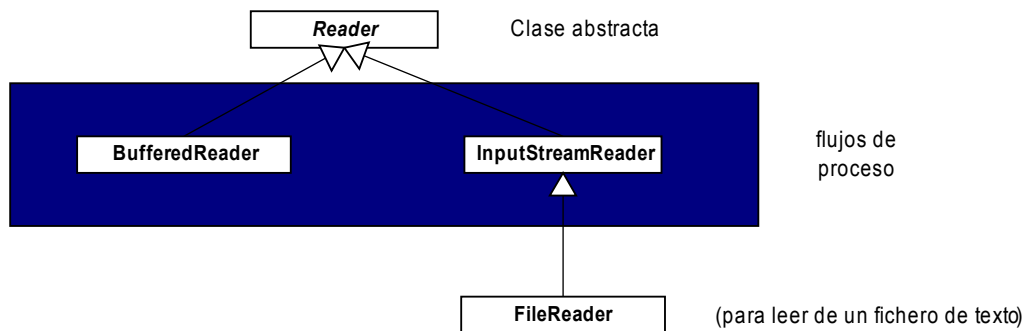 Reader
Clase abstracta
BufferedReader
InputStreamReader
flujos de
proceso
FileReader
(para leer de un fichero de texto)